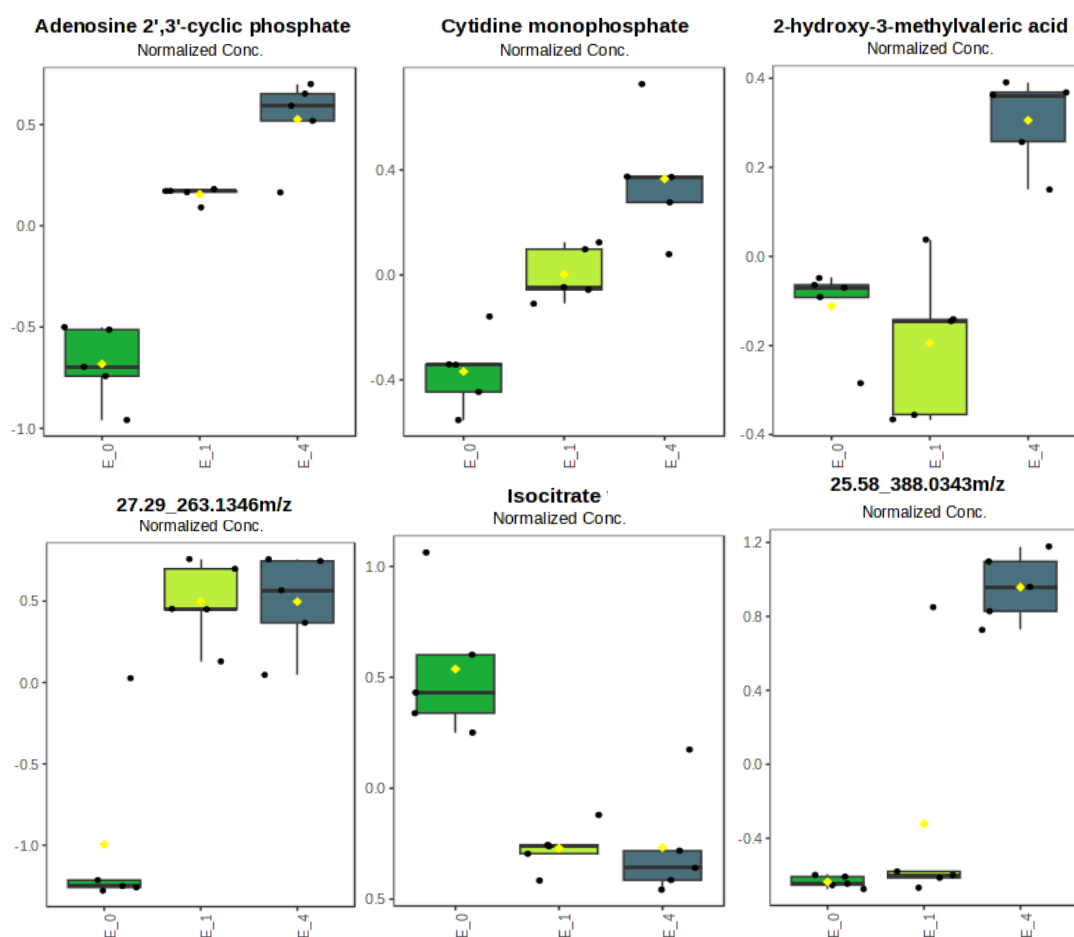 Adenosine 2',3'-cyclic phosphate
Normalized Conc.
0.5
0.0
-0.5
-1.0
E_0
E_1
E_4
Cytidine monophosphate
Normalized Conc.
0.4
0.0
-0.4
E_0
E_1
E_4
2-hydroxy-3-methylvaleric acid
Normalized Conc.
0.4
0.2
0.0
-0.2
-0.4
E_0
E_1
E_4
27.29_263.1346m/z
Normalized Conc.
0.5
0.0
-0.5
-1.0
E_0
E_1
E_4
Isocitrate
Normalized Conc.
1.0
0.5
0.0
0.5
E_0
E_1
E_4
25.58_388.0343m/z
Normalized Conc.
1.2
0.8
0.4
0.0
-0.4
E_0
E_1
E_4